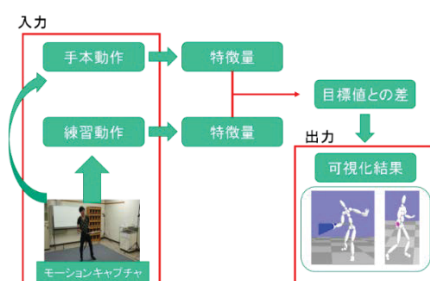 入力
手本動作
特徴量
目標値との差
練習動作
特徴量
出力
可視化結果
モーションキャプチャ